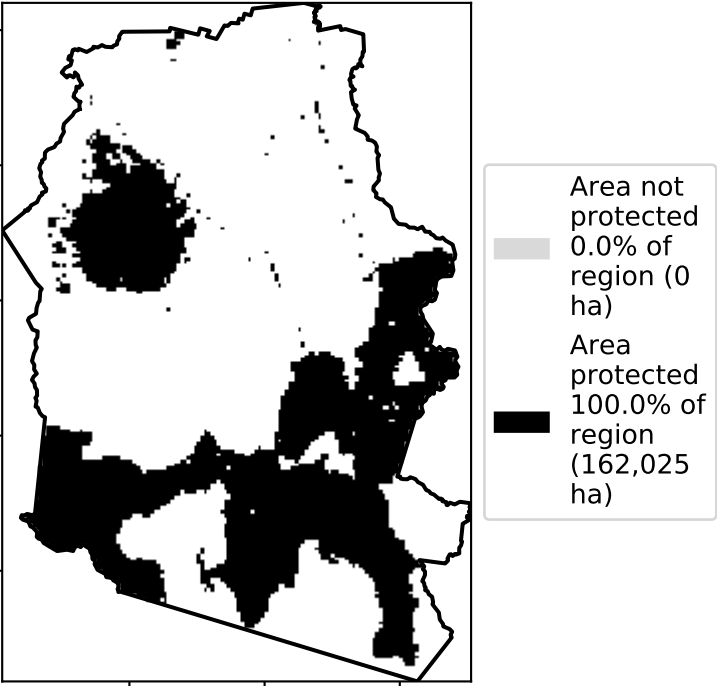 Area not
protected
0.0% of
region (0
ha)
Area
protected
100.0% of
region
(162,025
ha)